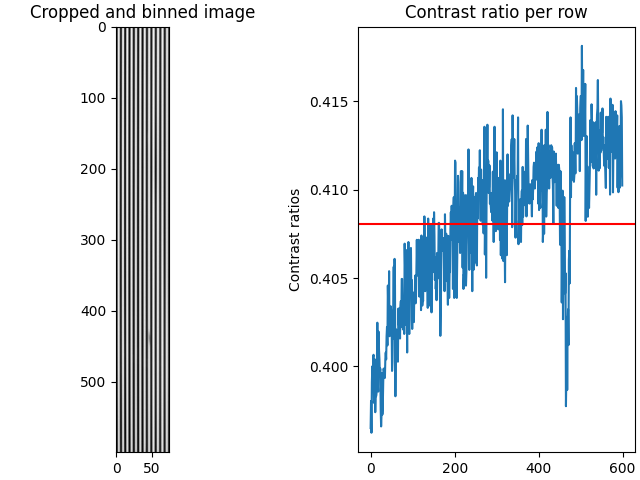 Cropped and binned image
0
100
200
300
400
500
0 50
Contrast ratio per row
Contrast ratios
0.415
0.410
0.405
0.400
0 200 400 600